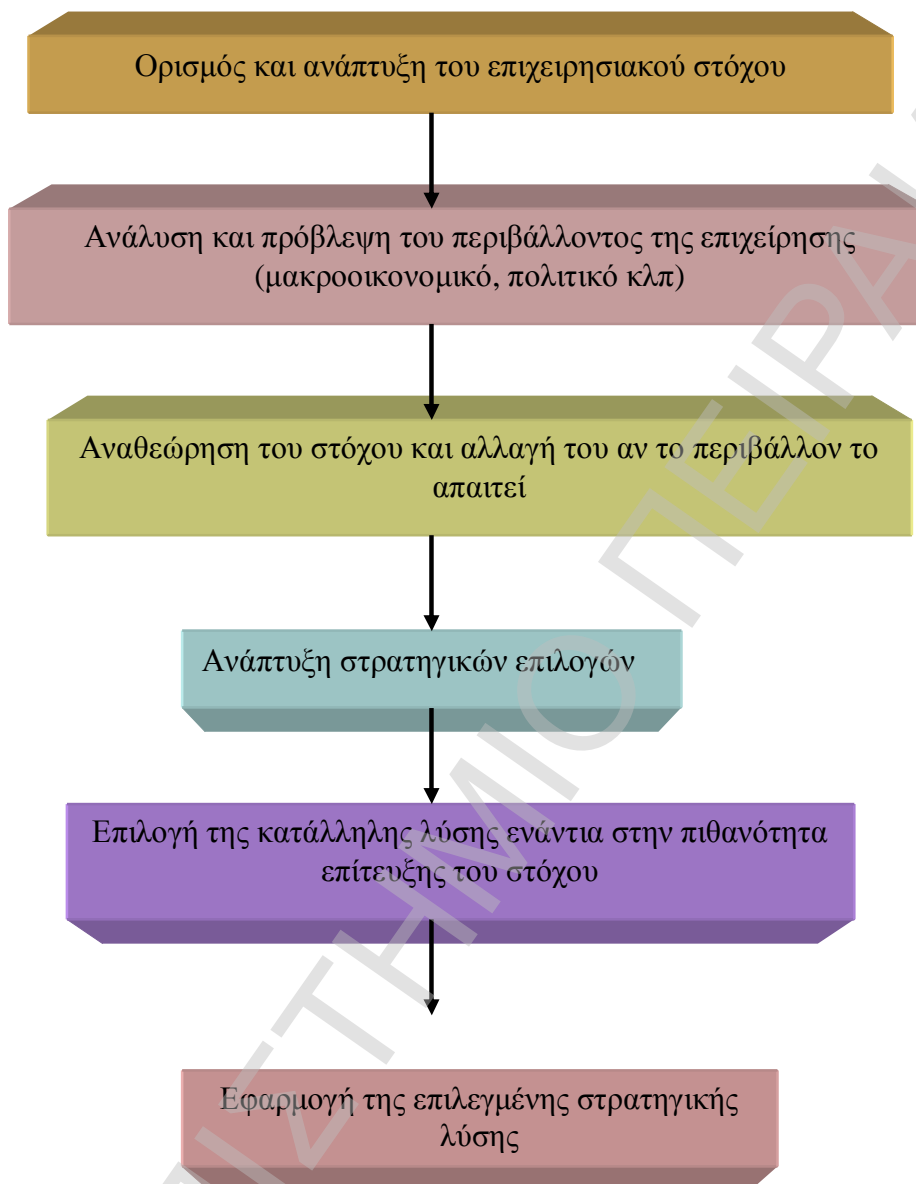 Ορισμός και ανάπτυξη του επιχειρησιακού στόχου
Ανάλυση και πρόβλεψη του περιβάλλοντος της επιχείρησης
(μακροοικονομικό, πολιτικό κλπ)
Αναθεώρηση του στόχου και αλλαγή του αν το περιβάλλον το
απαιτεί
Ανάπτυξη στρατηγικών επιλογών
Επιλογή της κατάλληλης λύσης ενάντια στην πιθανότητα
επίτευξης του στόχου
Εφαρμογή της επιλεγμένης στρατηγικής
λύσης